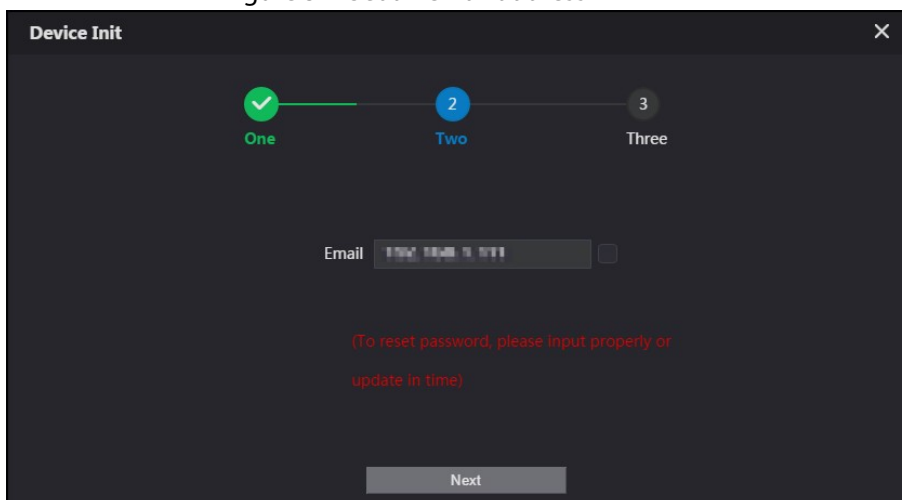 Device Init
2
3
One
Two
Three
Email
(To reset password, please input properly or
update in time)
Next